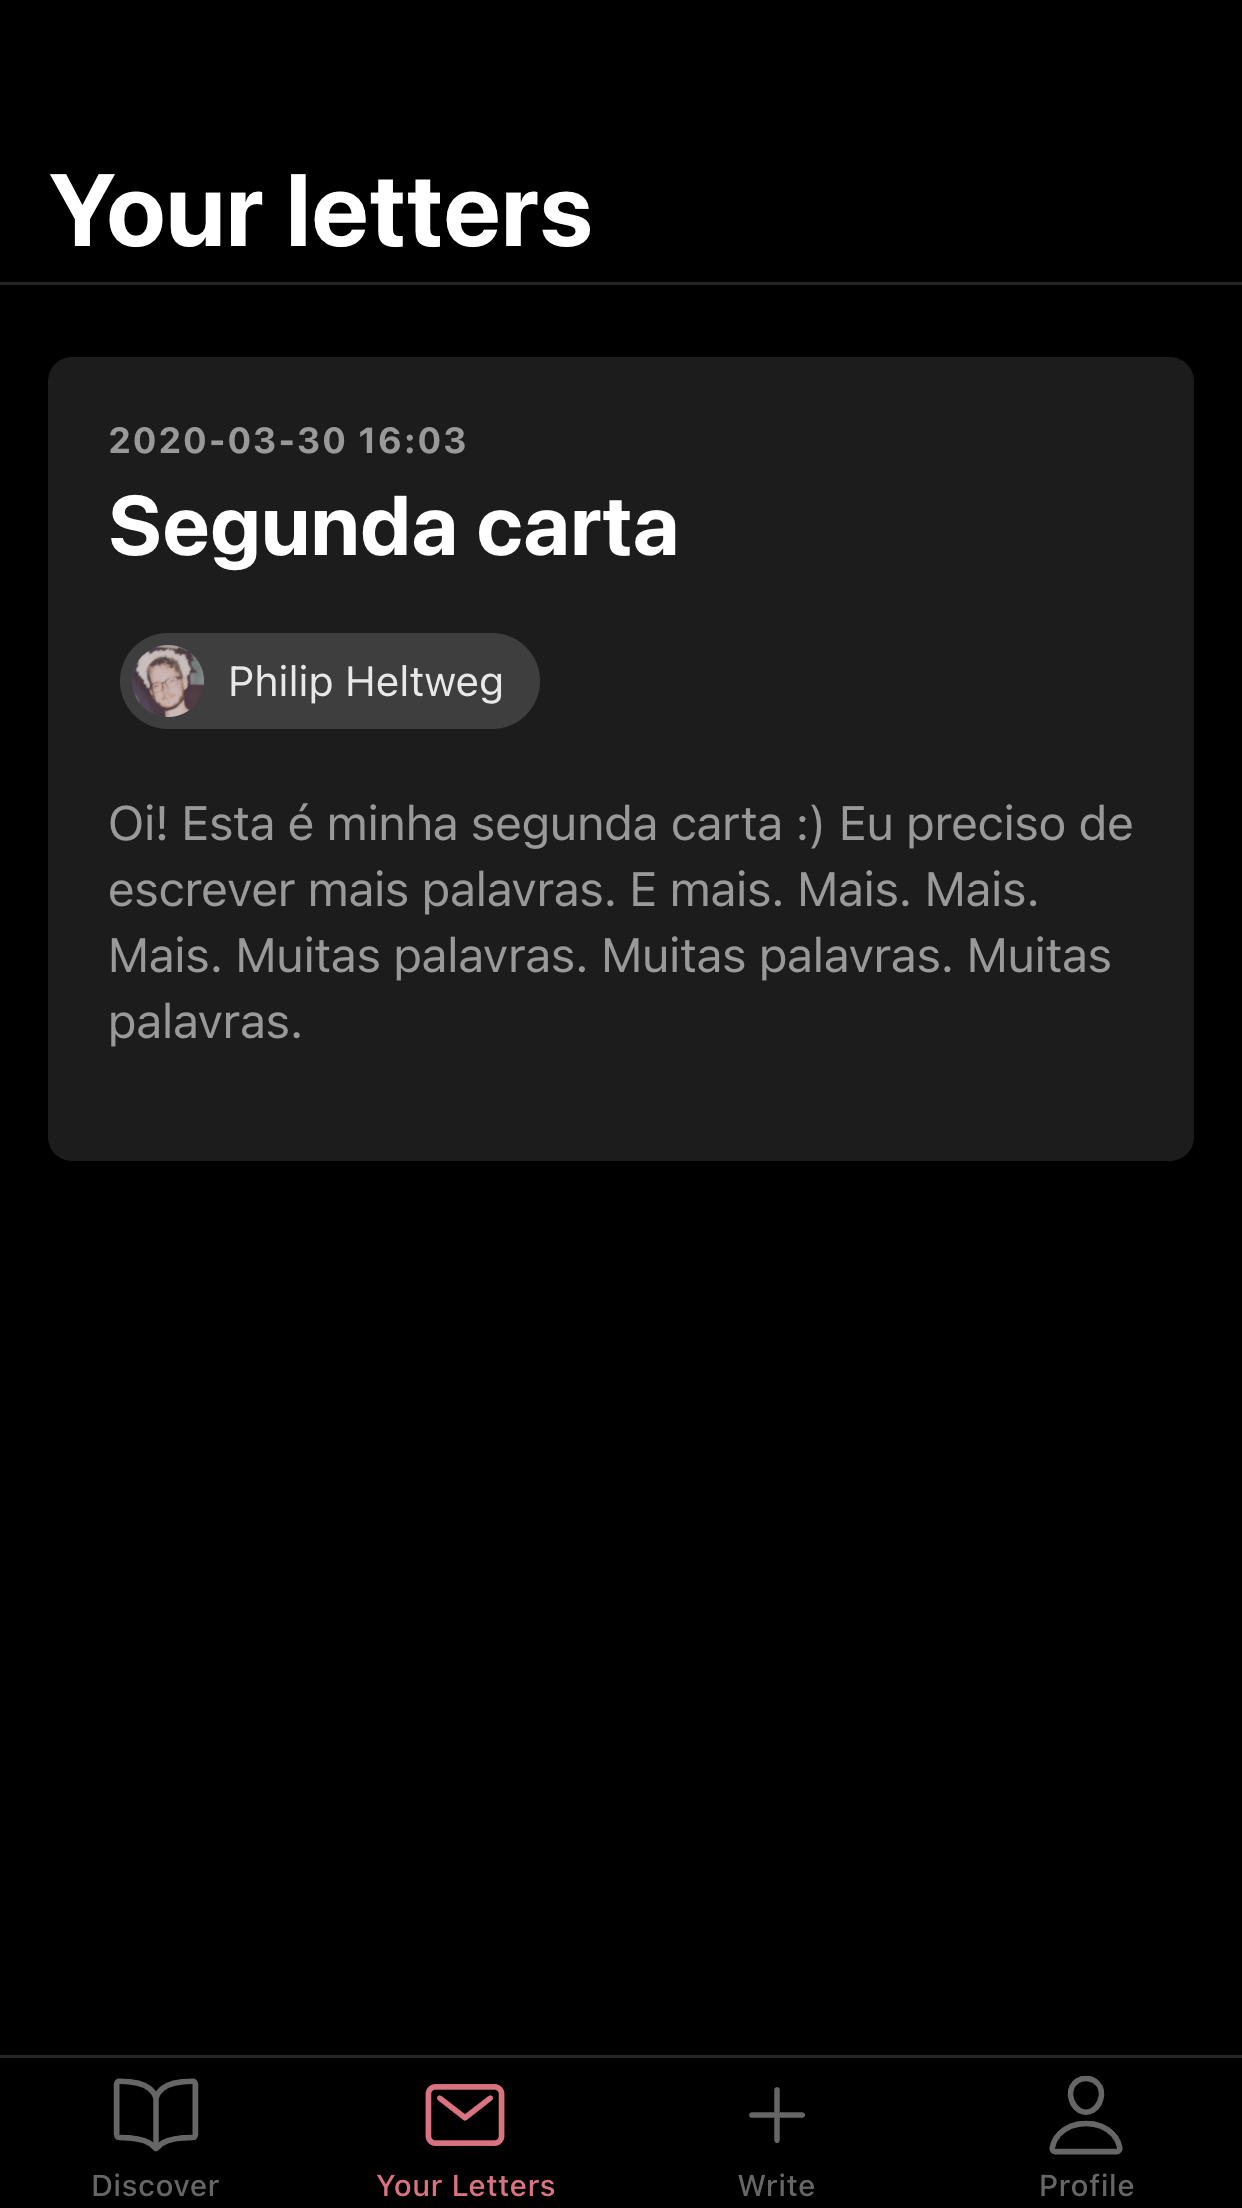 Your letters
2020-03-30 16:03
Segunda carta
Philip Heltweg
Oi! Esta é minha segunda carta :) Eu preciso de
escrever mais palavras. E mais. Mais. Mais.
Mais. Muitas palavras. Muitas palavras. Muitas
palavras.
Discover
Your Letters
Write
Profile